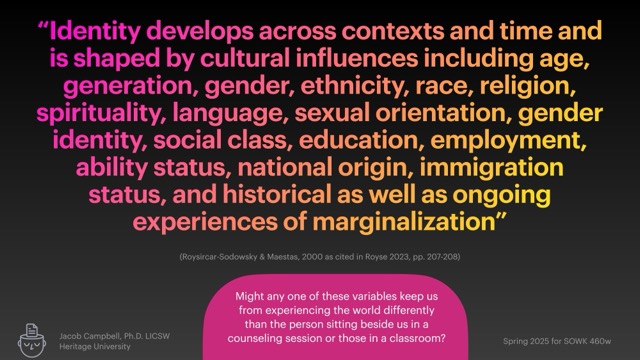 “Identity develops across contexts and time and
is shaped by cultural influences including age,
generation, gender, ethnicity, race, religion,
spirituality, language, sexual orientation, gender
identity, social class, education, employment,
ability status, national origin, immigration
status, and historical as well as ongoing
experiences of marginalization”
(Roysircar-Sodowsky & Maestas, 2000 as cited in Royse 2023, pp. 207-208)
Might any one of these variables keep us
from experiencing the world differently
than the person sitting beside us in a
counseling session or those in a classroom?
Jacob Campbell, Ph.D. LICSW
Heritage University
Spring 2025 for SOWK 460w